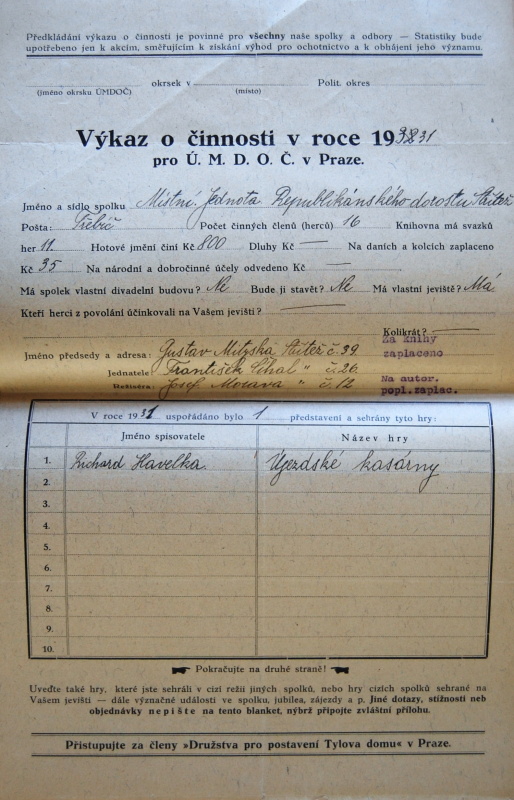 Předkládání výkazu o činnosti je povinné pro všechny naše spolky a odbory — Statistiky bude
upotřebeno jen k akcím, směřujícím k získání výhod pro ochotnictvo a k obhájení jeho významu.
okrsek v Polit. okres
(jméno okrsku ÚMDOČ) (místo)
Výkaz o činnosti v roce 1931
pro Ú. M. D. O. Č. v Praze.
Jméno a sídlo spolku Místní Jednota Republikánského dorostu Střítež
Pošta: Třebíč Počet činných členů (herců) 16 Knihovna má svazků
her 11. Hotové jmění činí Kč 800 Dluhy Kč — Na daních a kolcích zaplaceno
Kč 35 Na národní a dobročinné účely odvedeno Kč —
Má spolek vlastní divadelní budovu? Ne Bude ji stavět? Ne Má vlastní jeviště? Má
Kteří herci z povolání účinkovali na Vašem jevišti? —
Kolikrát? —
Za knihy
zaplaceno
Jméno předsedy a adresa: Gustav Střítež č. 39.
Jednatele: František " č. 26.
Režiséra: Josef Morava " č. 12
Na autor.
popl. zaplac.
V roce 1931 uspořádáno bylo 1 představení a sehrány tyto hry:
Jméno spisovatele Název hry
1. Richard Havelka. Újezdské kasárny
2.
3.
4.
5.
6.
7.
8.
9.
10.
Pokračujte na druhé straně!
Uveďte také hry, které jste sehráli v cizí režii jiných spolků, nebo hry cizích spolků sehrané na
Vašem jevišti — dále význačné události ve spolku, jubilea, zájezdy a p. Jiné dotazy, stížnosti neb
objednávky nepište na tento blanket, nýbrž připojte zvláštní přílohu.
Přistupujte za členy »Družstva pro postavení Tylova domu« v Praze.